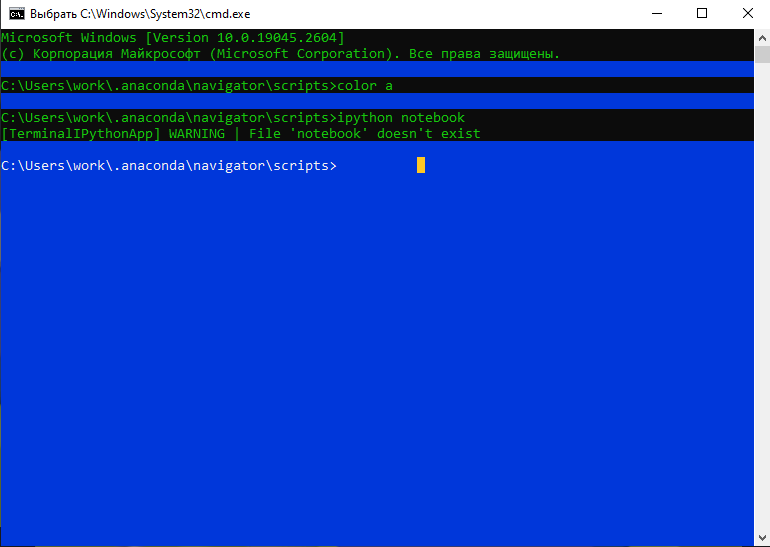 Выбрать C:\Windows\System32\cmd.exe
Microsoft Windows [Version 10.0.19045.2604]
(c) Корпорация Майкрософт (Microsoft Corporation). Все права защищены.
C:\Users\work\.anaconda\navigator\scripts>color a
C:\Users\work\.anaconda\navigator\scripts>ipython notebook
[TerminalIPythonApp] WARNING | File 'notebook' doesn't exist
C:\Users\work\.anaconda\navigator\scripts>